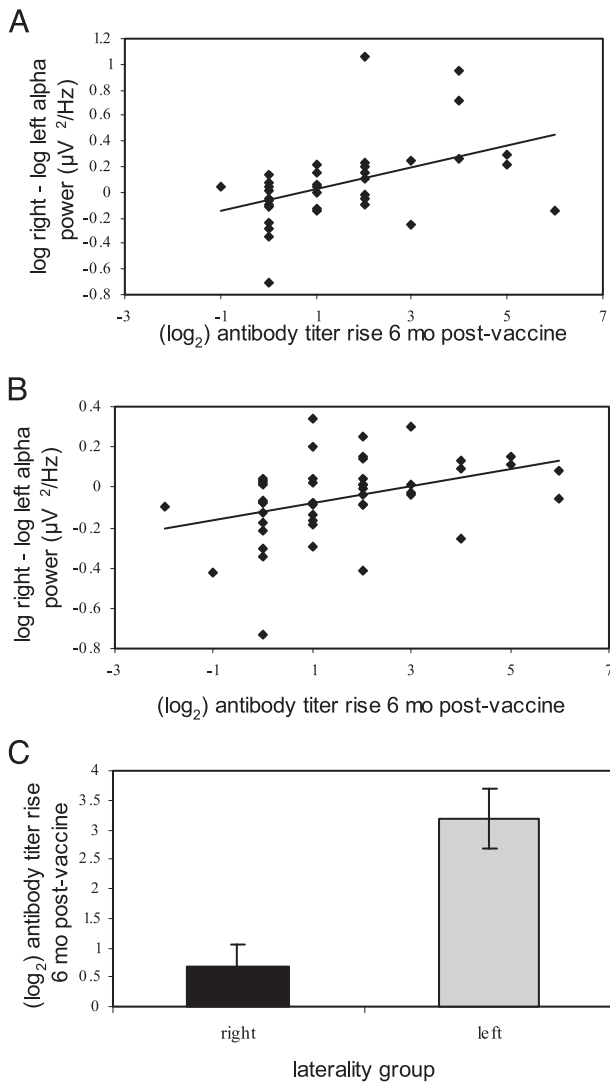 A
log right - log left alpha
power (µV ²/Hz)
1.2
1
0.8
0.6
0.4
0.2
0
-0.2
-0.4
-0.6
-0.8
-3
-1
1
3
5
7
(log₂) antibody titer rise 6 mo post-vaccine
B
log right - log left alpha
power (µV ²/Hz)
0.4
0.2
0
-0.2
-0.4
-0.6
-0.8
-3
-1
1
3
5
7
(log₂) antibody titer rise 6 mo post-vaccine
C
(log₂) antibody titer rise
6 mo post-vaccine
4
3.5
3
2.5
2
1.5
1
0.5
0
right
left
laterality group